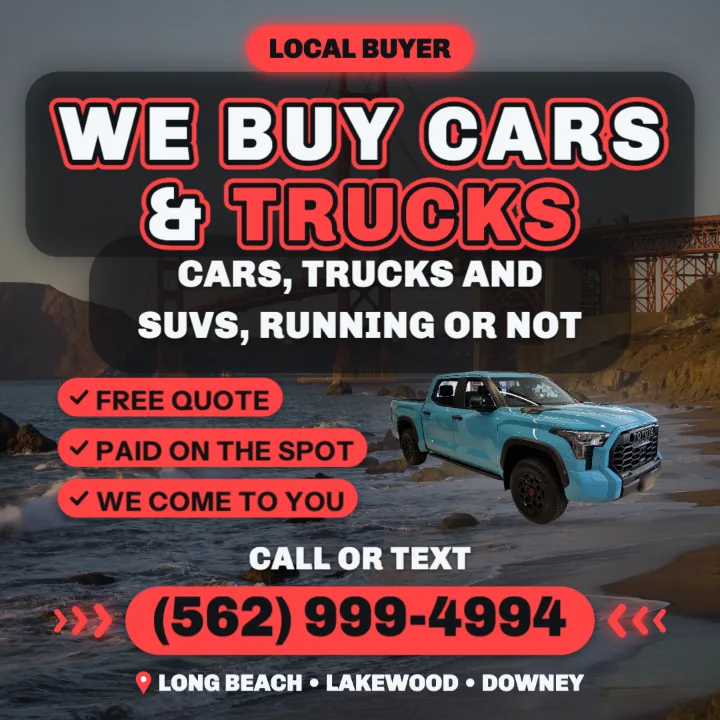 LOCAL BUYER
WE BUY CARS
& TRUCKS
CARS, TRUCKS AND
SUVS, RUNNING OR NOT
✓ FREE QUOTE
✓ PAID ON THE SPOT
✓ WE COME TO YOU
TOYOTA
CALL OR TEXT
(562) 999-4994
LONG BEACH • LAKEWOOD • DOWNEY